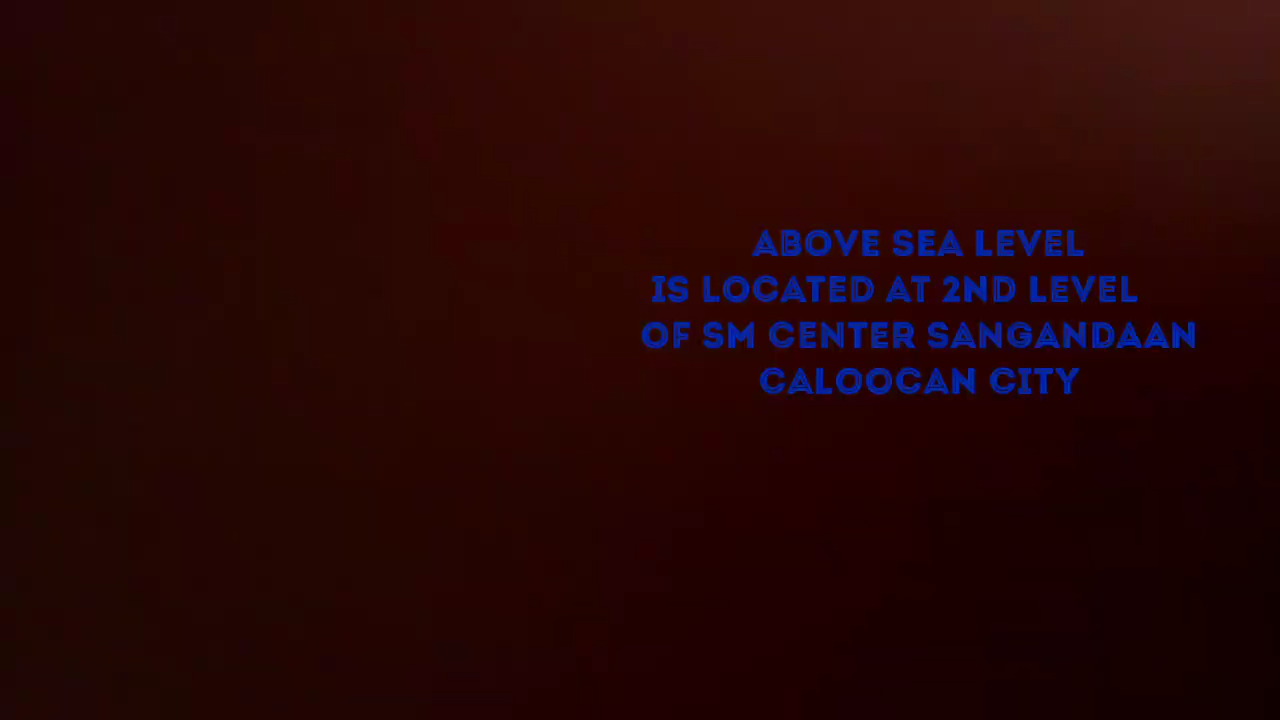 ABOVE SEA LEVEL
IS LOCATED AT 2ND LEVEL
OF SM CENTER SANGANDAAN
CALOOCAN CITY